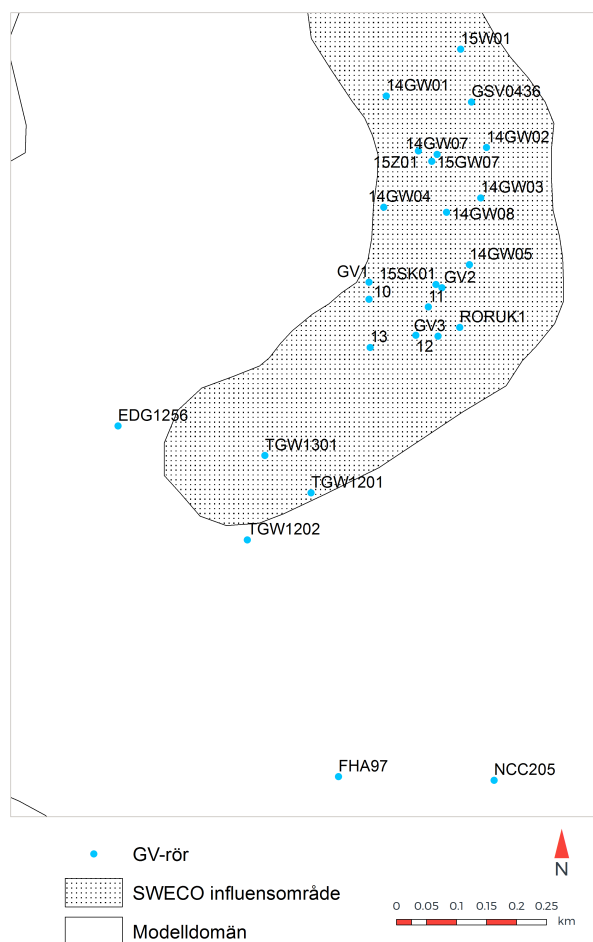 15W01
14GW01
GSV0436
14GW02
14GW07
15Z01
15GW07
14GW03
14GW04
14GW08
14GW05
GV1
15SK01
GV2
10
11
RORUK1
GV3
13
12
EDG1256
TGW1301
TGW1201
TGW1202
FHA97
NCC205
GV-rör
SWECO influensområde
Modelldomän
N
0 0.05 0.1 0.15 0.2 0.25
km